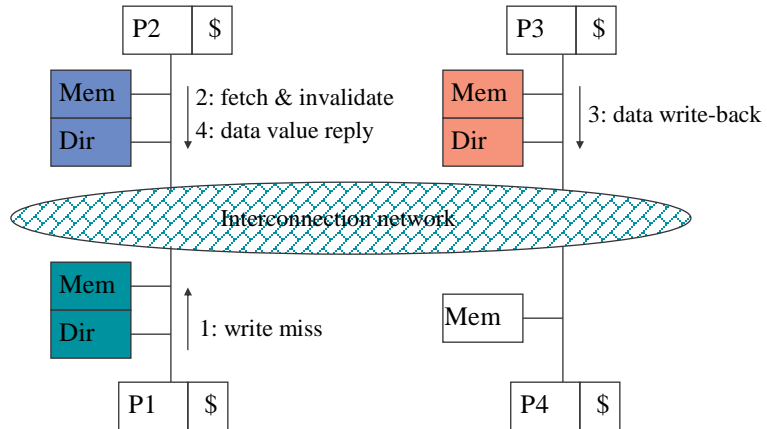 P2 $
P3 $
Mem
Dir
2: fetch & invalidate
4: data value reply
Mem
Dir
3: data write-back
Interconnection network
Mem
Dir
1: write miss
Mem
P1 $
P4 $